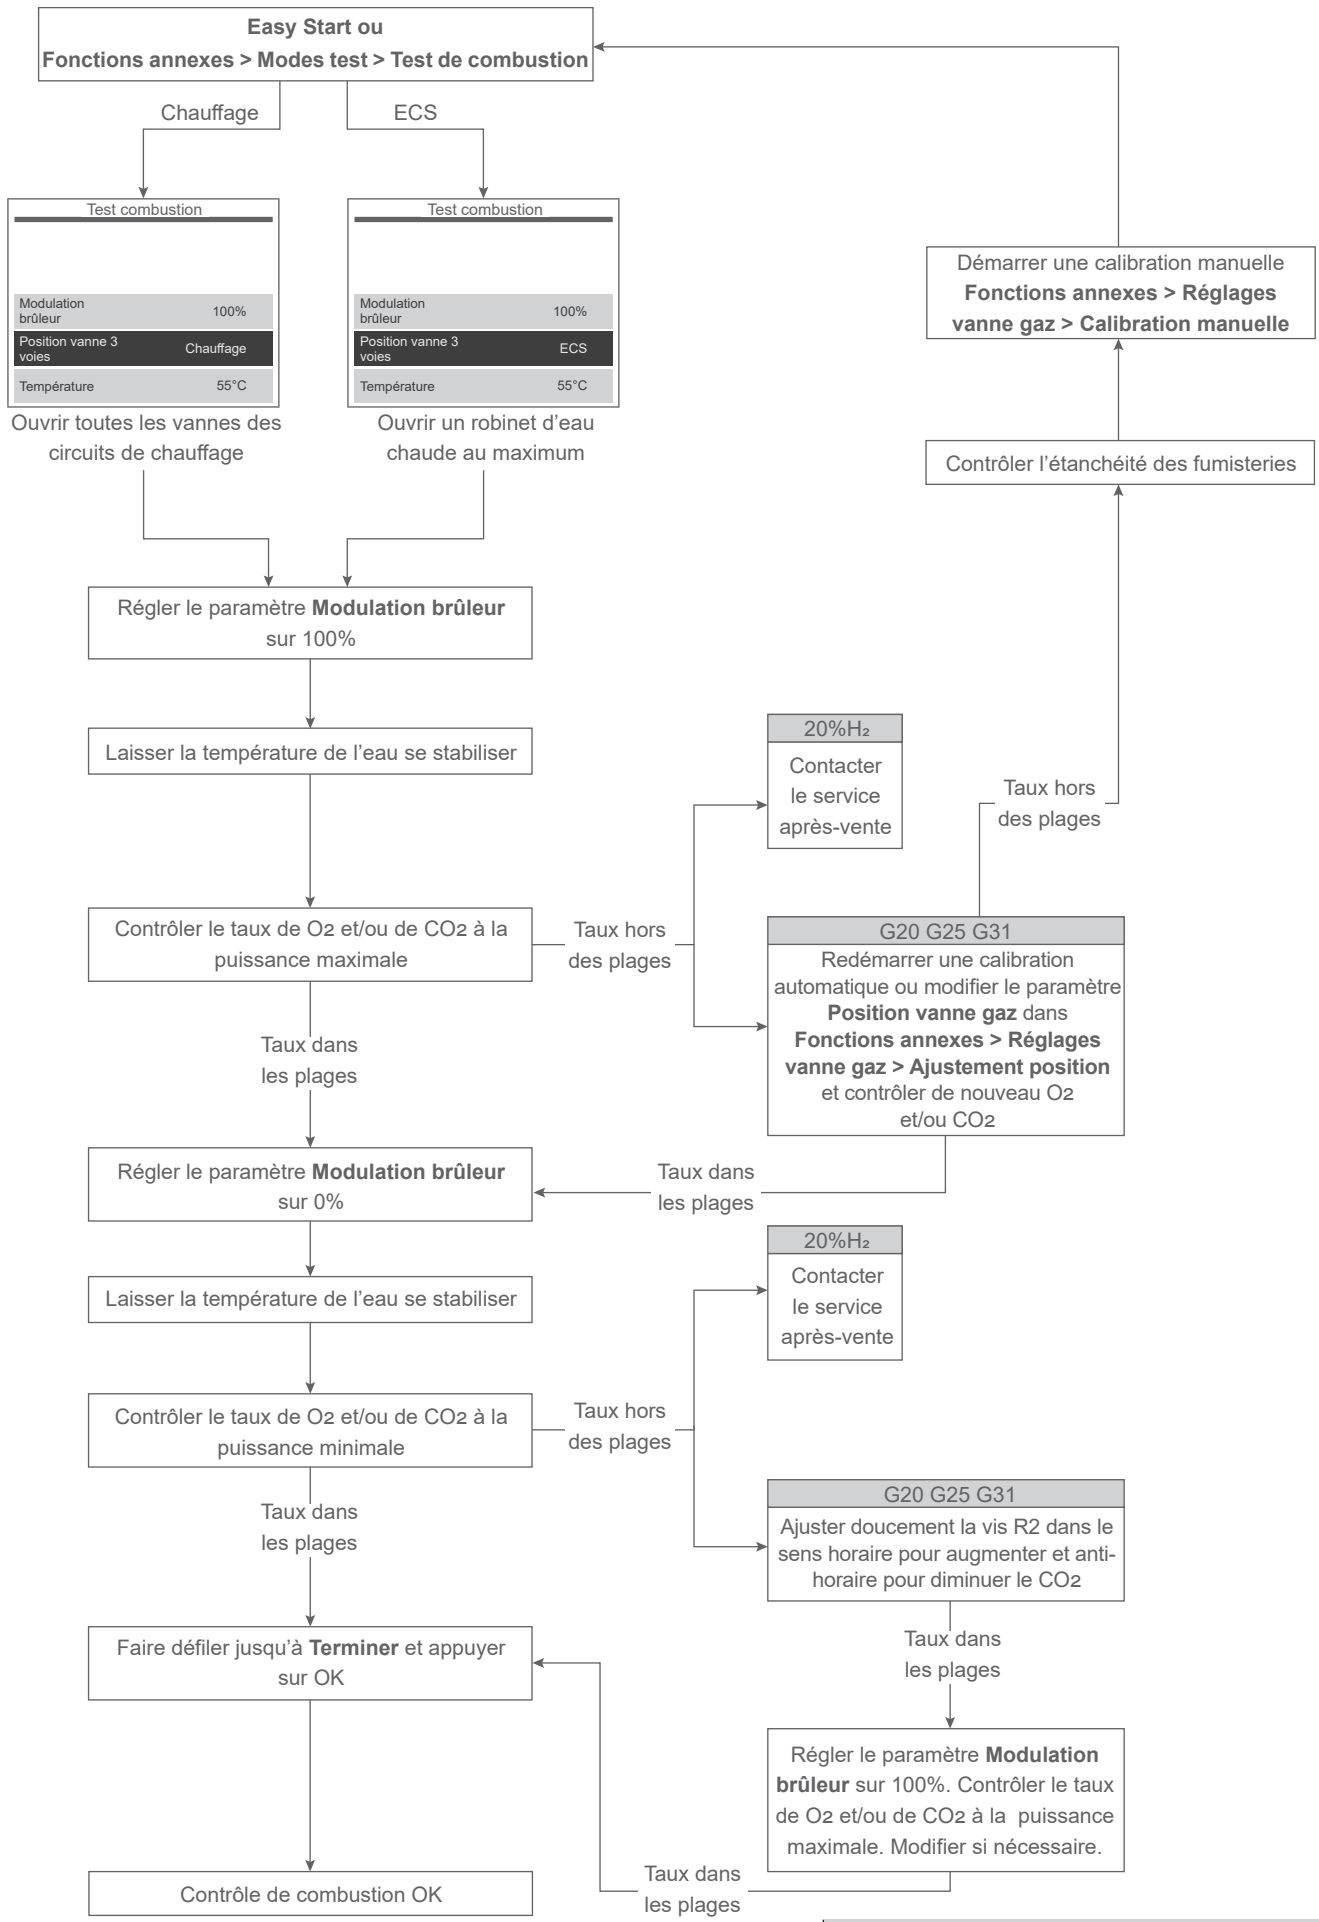 Easy Start ou
Fonctions annexes > Modes test > Test de combustion
Chauffage
ECS
Test combustion
Modulation
brûleur
100%
Position vanne 3
voies
Chauffage
Température
55°C
Ouvrir toutes les vannes des
circuits de chauffage
Test combustion
Modulation
brûleur
100%
Position vanne 3
voies
ECS
Température
55°C
Ouvrir un robinet d’eau
chaude au maximum
Démarrer une calibration manuelle
Fonctions annexes > Réglages
vanne gaz > Calibration manuelle
Contrôler l’étanchéité des fumisteries
Régler le paramètre Modulation brûleur
sur 100%
Laisser la température de l’eau se stabiliser
20%H₂
Contacter
le service
après-vente
Taux hors
des plages
Contrôler le taux de O2 et/ou de CO2 à la
puissance maximale
Taux hors
des plages
G20 G25 G31
Redémarrer une calibration
automatique ou modifier le paramètre
Position vanne gaz dans
Fonctions annexes > Réglages
vanne gaz > Ajustement position
et contrôler de nouveau O2
et/ou CO2
Taux dans
les plages
Régler le paramètre Modulation brûleur
sur 0%
Taux dans
les plages
Laisser la température de l’eau se stabiliser
20%H₂
Contacter
le service
après-vente
Contrôler le taux de O2 et/ou de CO2 à la
puissance minimale
Taux hors
des plages
G20 G25 G31
Ajuster doucement la vis R2 dans le
sens horaire pour augmenter et anti-
horaire pour diminuer le CO2
Taux dans
les plages
Taux dans
les plages
Faire défiler jusqu’à Terminer et appuyer
sur OK
Régler le paramètre Modulation
brûleur sur 100%. Contrôler le taux
de O2 et/ou de CO2 à la puissance
maximale. Modifier si nécessaire.
Taux dans
les plages
Contrôle de combustion OK